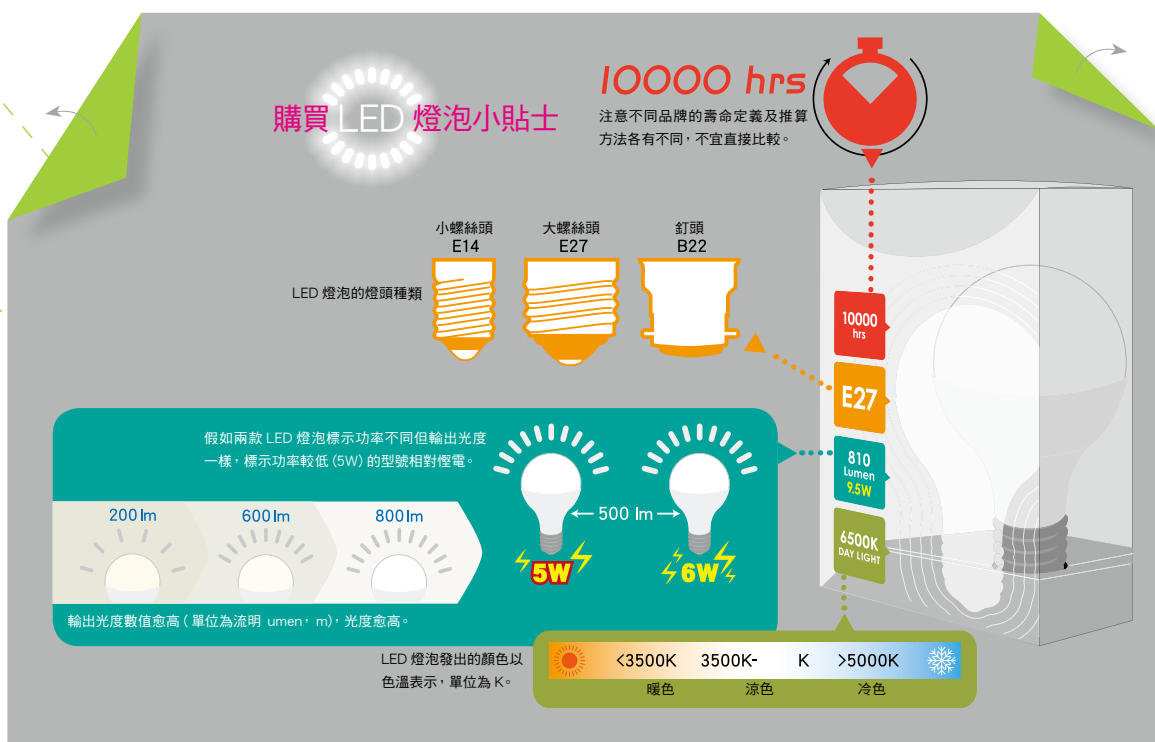 購買 LED 燈泡小貼士
10000 hrs
注意不同品牌的壽命定義及推算
方法各有不同，不宜直接比較。
小螺絲頭
E14
大螺絲頭
E27
釘頭
B22
LED 燈泡的燈頭種類
10000
hrs
E27
810
Lumen
9.5W
6500K
DAY LIGHT
假如兩款 LED 燈泡標示功率不同但輸出光度
一樣，標示功率較低 (5W) 的型號相對慳電。
200 lm
600 lm
800 lm
500 lm
5W
6W
輸出光度數值愈高 ( 單位為流明 umen，m)，光度愈高。
LED 燈泡發出的顏色以
色溫表示，單位為 K。
<3500K 3500K- K >5000K
暖色 涼色 冷色